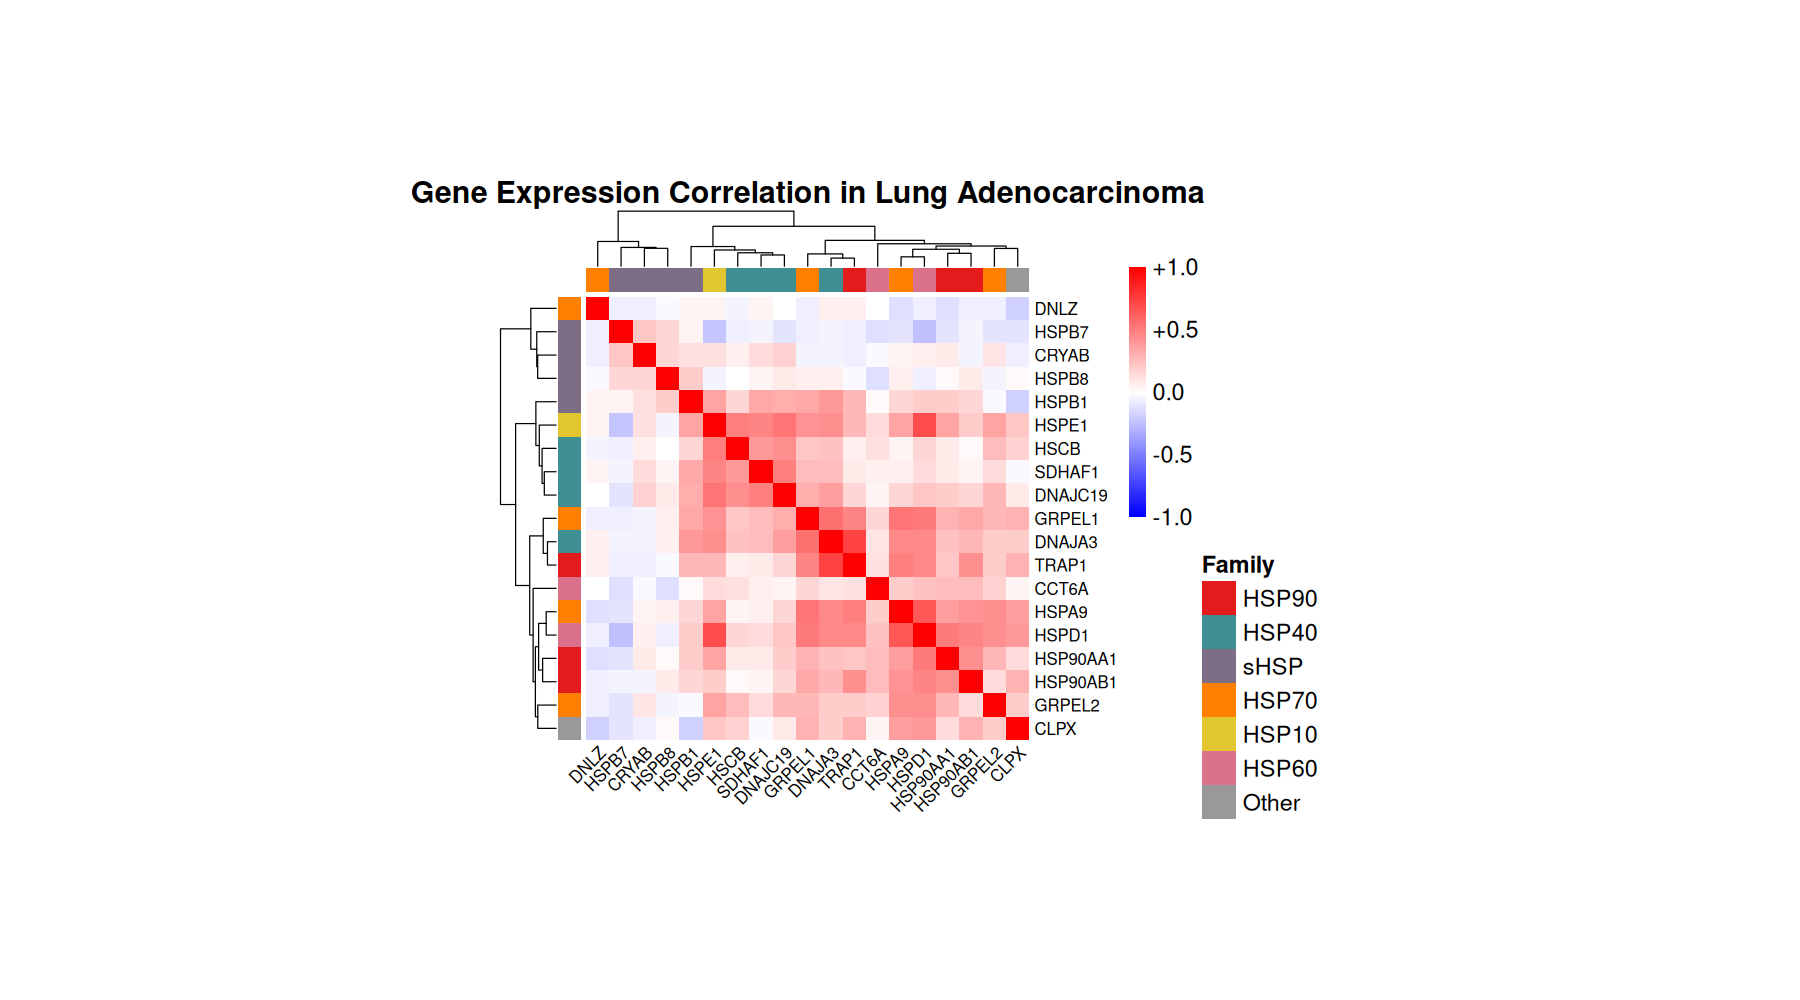 Gene Expression Correlation in Lung Adenocarcinoma
+1.0
+0.5
0.0
-0.5
-1.0
DNLZ
HSPB7
CRYAB
HSPB8
HSPB1
HSPE1
HSCB
SDHAF1
DNAJC19
GRPEL1
DNAJA3
TRAP1
CCT6A
HSPA9
HSPD1
HSP90AA1
HSP90AB1
GRPEL2
CLPX
DNLZ
HSPB7
CRYAB
HSPB8
HSPB1
HSPE1
HSCB
SDHAF1
DNAJC19
GRPEL1
DNAJA3
TRAP1
CCT6A
HSPA9
HSPD1
HSP90AA1
HSP90AB1
GRPEL2
CLPX
Family
HSP90
HSP40
sHSP
HSP70
HSP10
HSP60
Other